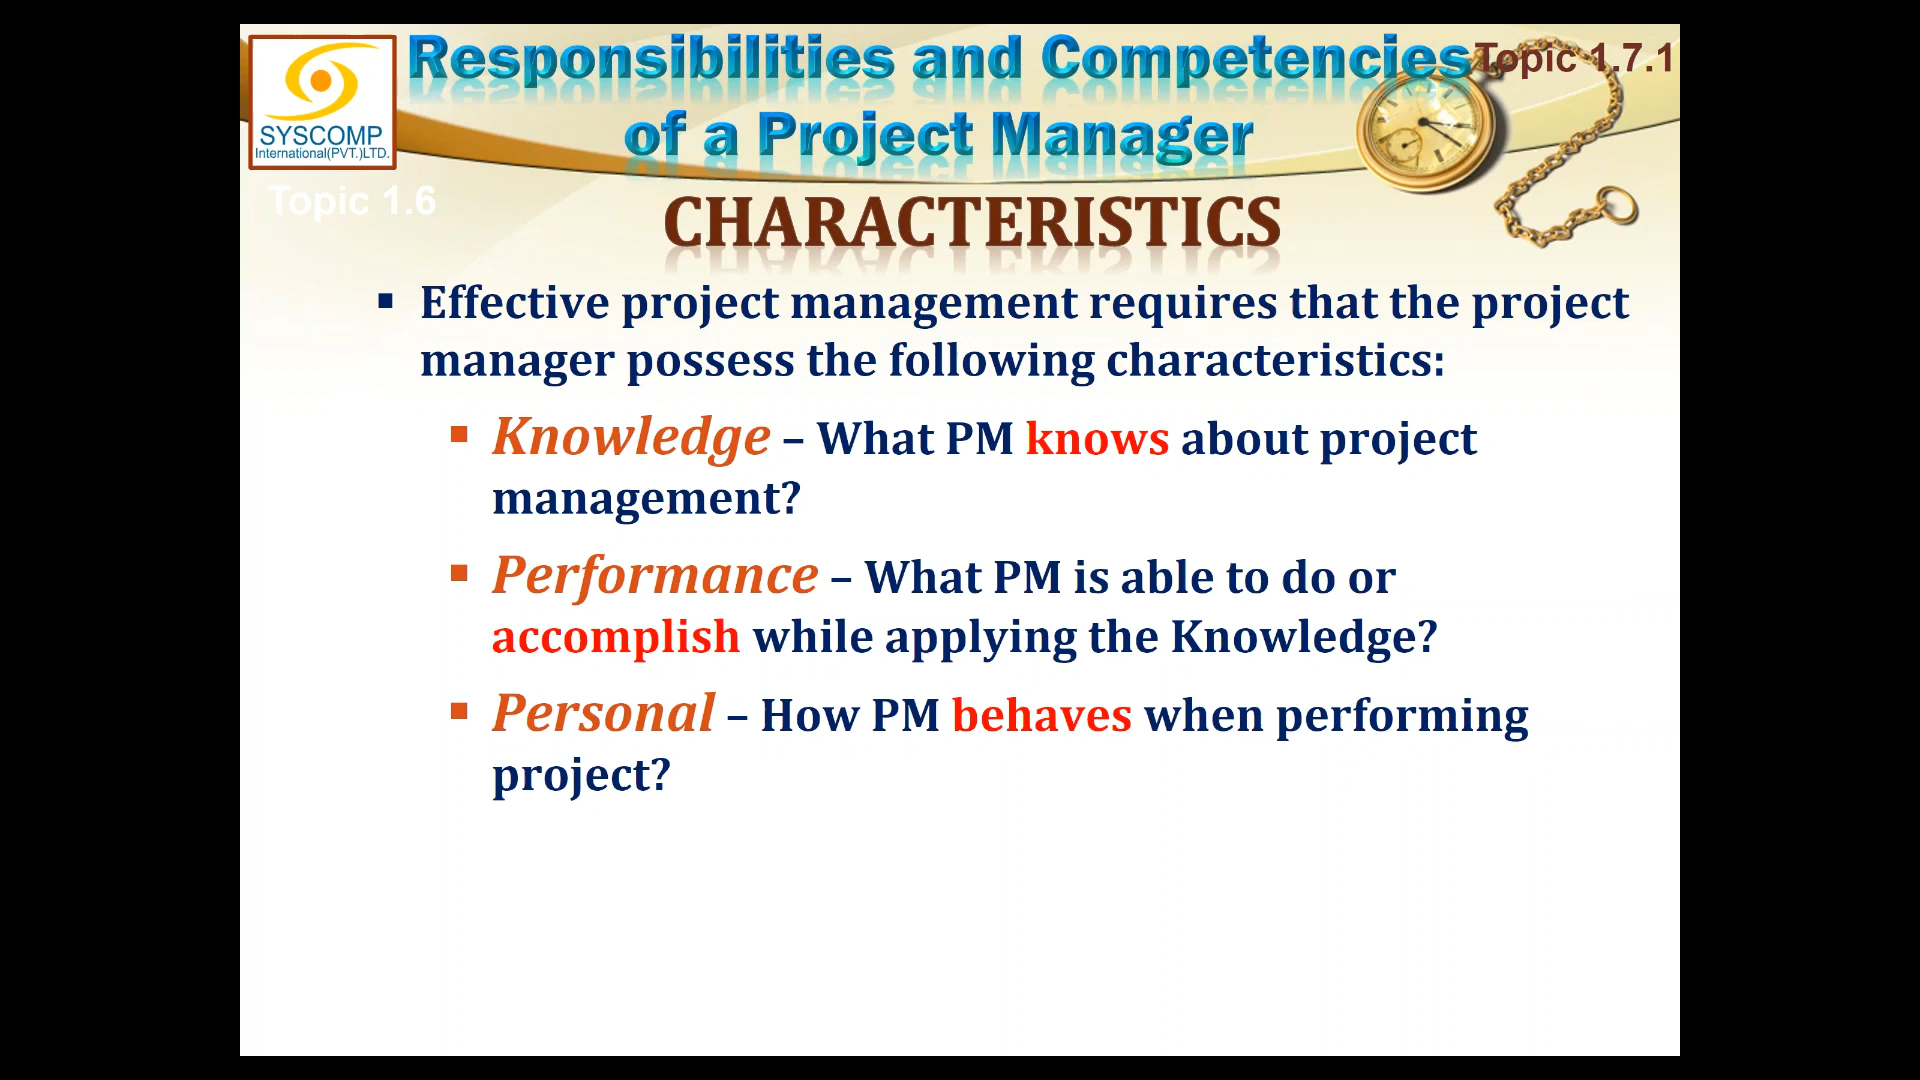 Responsibilities and Competencies
of a Project Manager
Topic 1.7.1
SYSCOMP
International(PVT.)LTD.
Topic 1.6
CHARACTERISTICS
▪ Effective project management requires that the project
manager possess the following characteristics:
▪ Knowledge – What PM knows about project
management?
▪ Performance – What PM is able to do or
accomplish while applying the Knowledge?
▪ Personal – How PM behaves when performing
project?